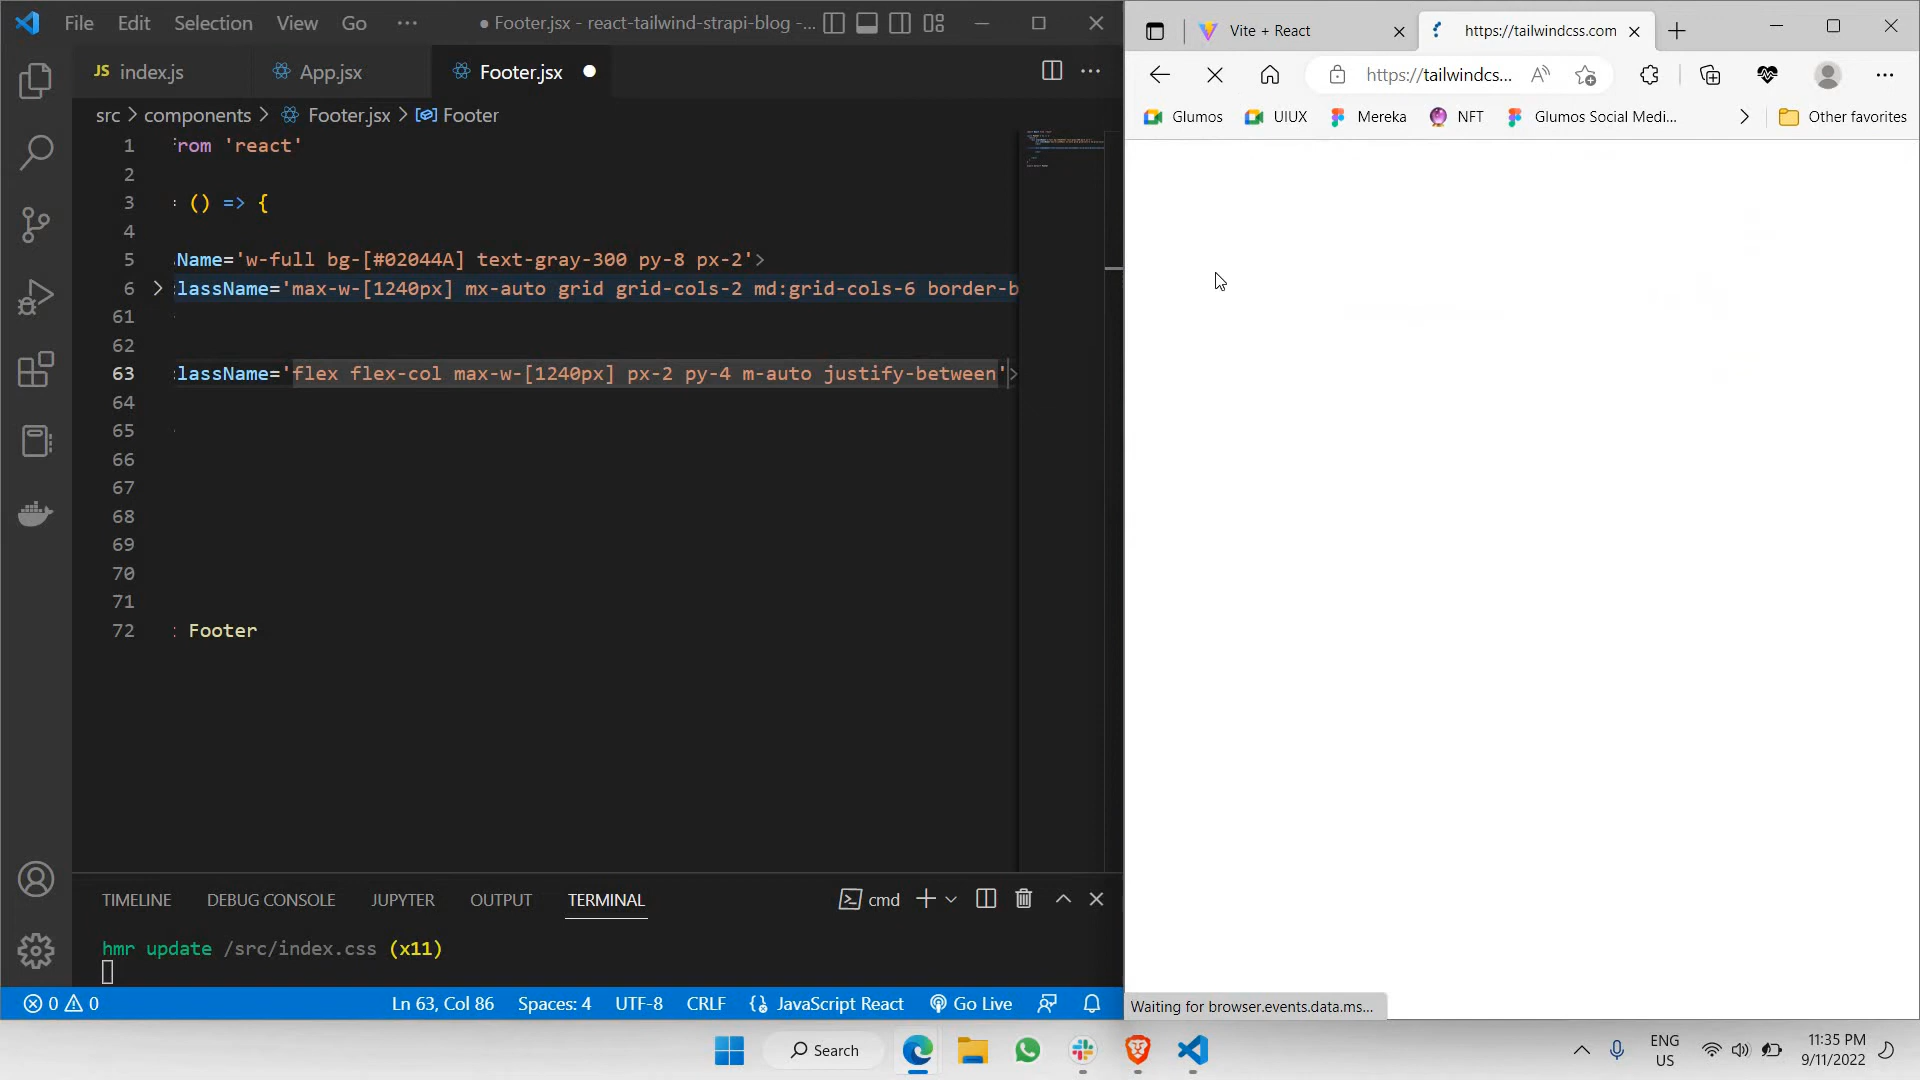 File Edit Selection View Go ··· ● Footer.jsx - react-tailwind-strapi-blog -...
JS index.js App.jsx Footer.jsx ●
src > components > Footer.jsx > Footer
1 rom 'react'
2
3 = () => {
4
5 Name='w-full bg-[#02044A] text-gray-300 py-8 px-2'>
6 lassName='max-w-[1240px] mx-auto grid grid-cols-2 md:grid-cols-6 border-b
61
62
63 lassName='flex flex-col max-w-[1240px] px-2 py-4 m-auto justify-between'>
64
65
66
67
68
69
70
71
72 Footer
TIMELINE DEBUG CONSOLE JUPYTER OUTPUT TERMINAL cmd
hmr update /src/index.css (x11)
0 0 Ln 63, Col 86 Spaces: 4 UTF-8 CRLF JavaScript React Go Live
Vite + React https://tailwindcss.com
https://tailwindcs...
Glumos UIUX Mereka NFT Glumos Social Medi... Other favorites
Waiting for browser.events.data.ms...
Search
ENG
US
11:35 PM
9/11/2022